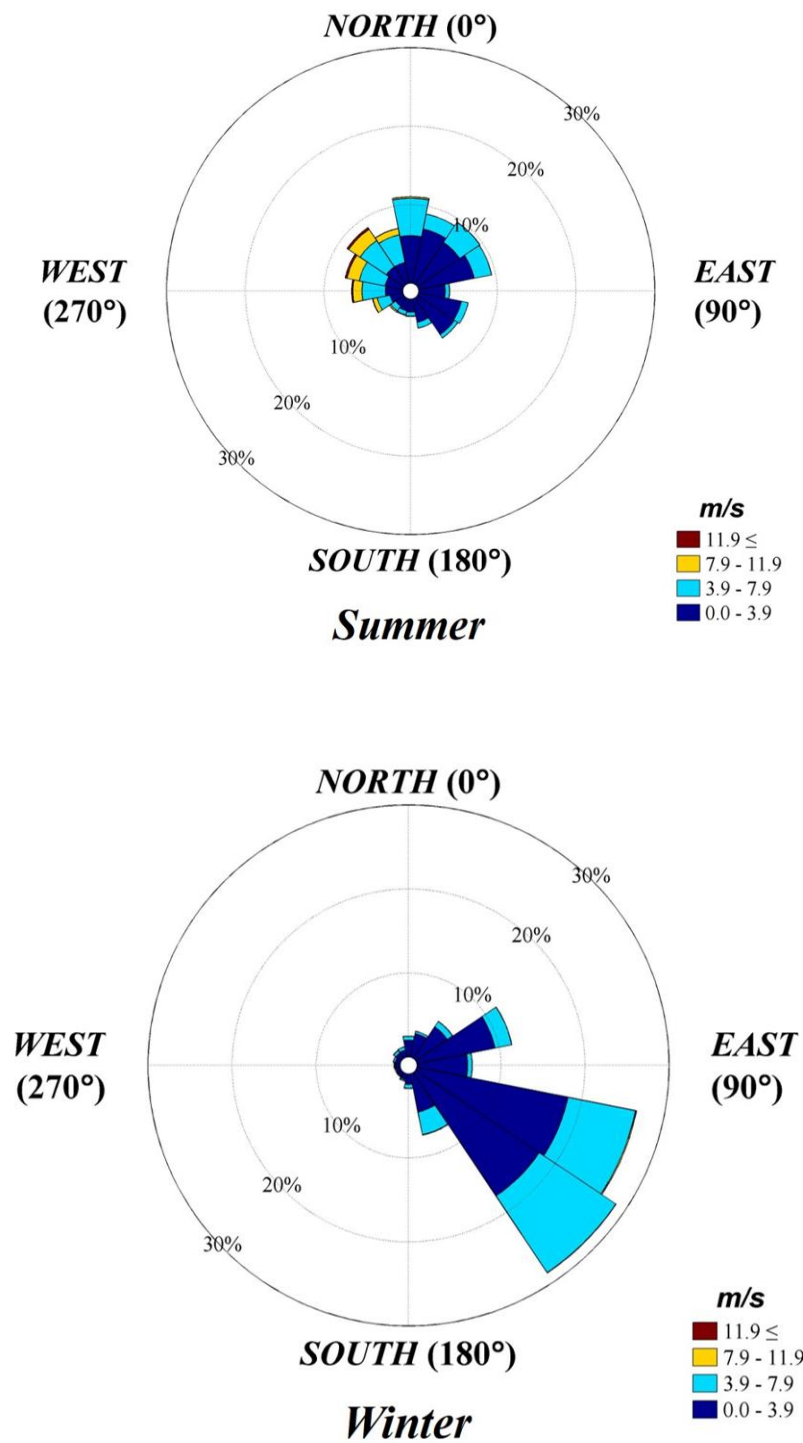 NORTH (0°)
30%
20%
10%
WEST
(270°)
EAST
(90°)
10%
20%
30%
SOUTH (180°)
Summer
m/s
11.9 ≤
7.9 - 11.9
3.9 - 7.9
0.0 - 3.9
NORTH (0°)
30%
20%
10%
WEST
(270°)
EAST
(90°)
10%
20%
30%
SOUTH (180°)
Winter
m/s
11.9 ≤
7.9 - 11.9
3.9 - 7.9
0.0 - 3.9